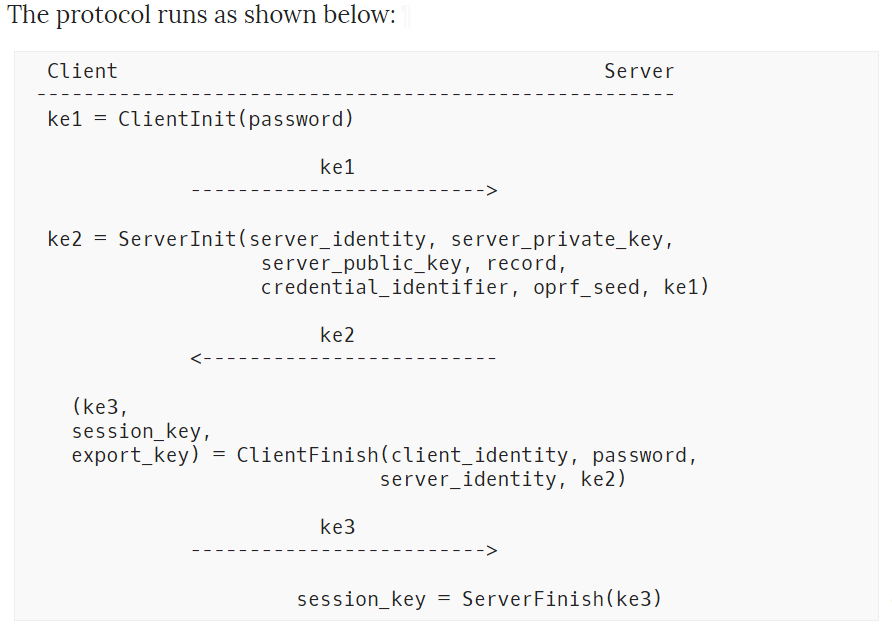 The protocol runs as shown below:
Client Server
------------------------------------------------------
ke1 = ClientInit(password)
ke1
------------------------->
ke2 = ServerInit(server_identity, server_private_key,
server_public_key, record,
credential_identifier, oprf_seed, ke1)
ke2
<-------------------------
(ke3,
session_key,
export_key) = ClientFinish(client_identity, password,
server_identity, ke2)
ke3
------------------------->
session_key = ServerFinish(ke3)